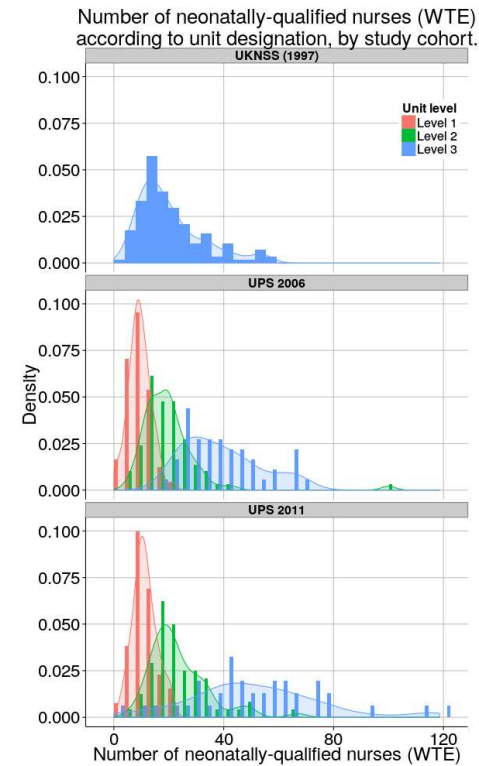 Number of neonatally-qualified nurses (WTE)
according to unit designation, by study cohort.
UKNSS (1997)
0.100
0.075
0.050
0.025
0.000
Unit level
Level 1
Level 2
Level 3
UPS 2006
0.100
0.075
0.050
0.025
0.000
Density
UPS 2011
0.100
0.075
0.050
0.025
0.000
0 40 80 120
Number of neonatally-qualified nurses (WTE)